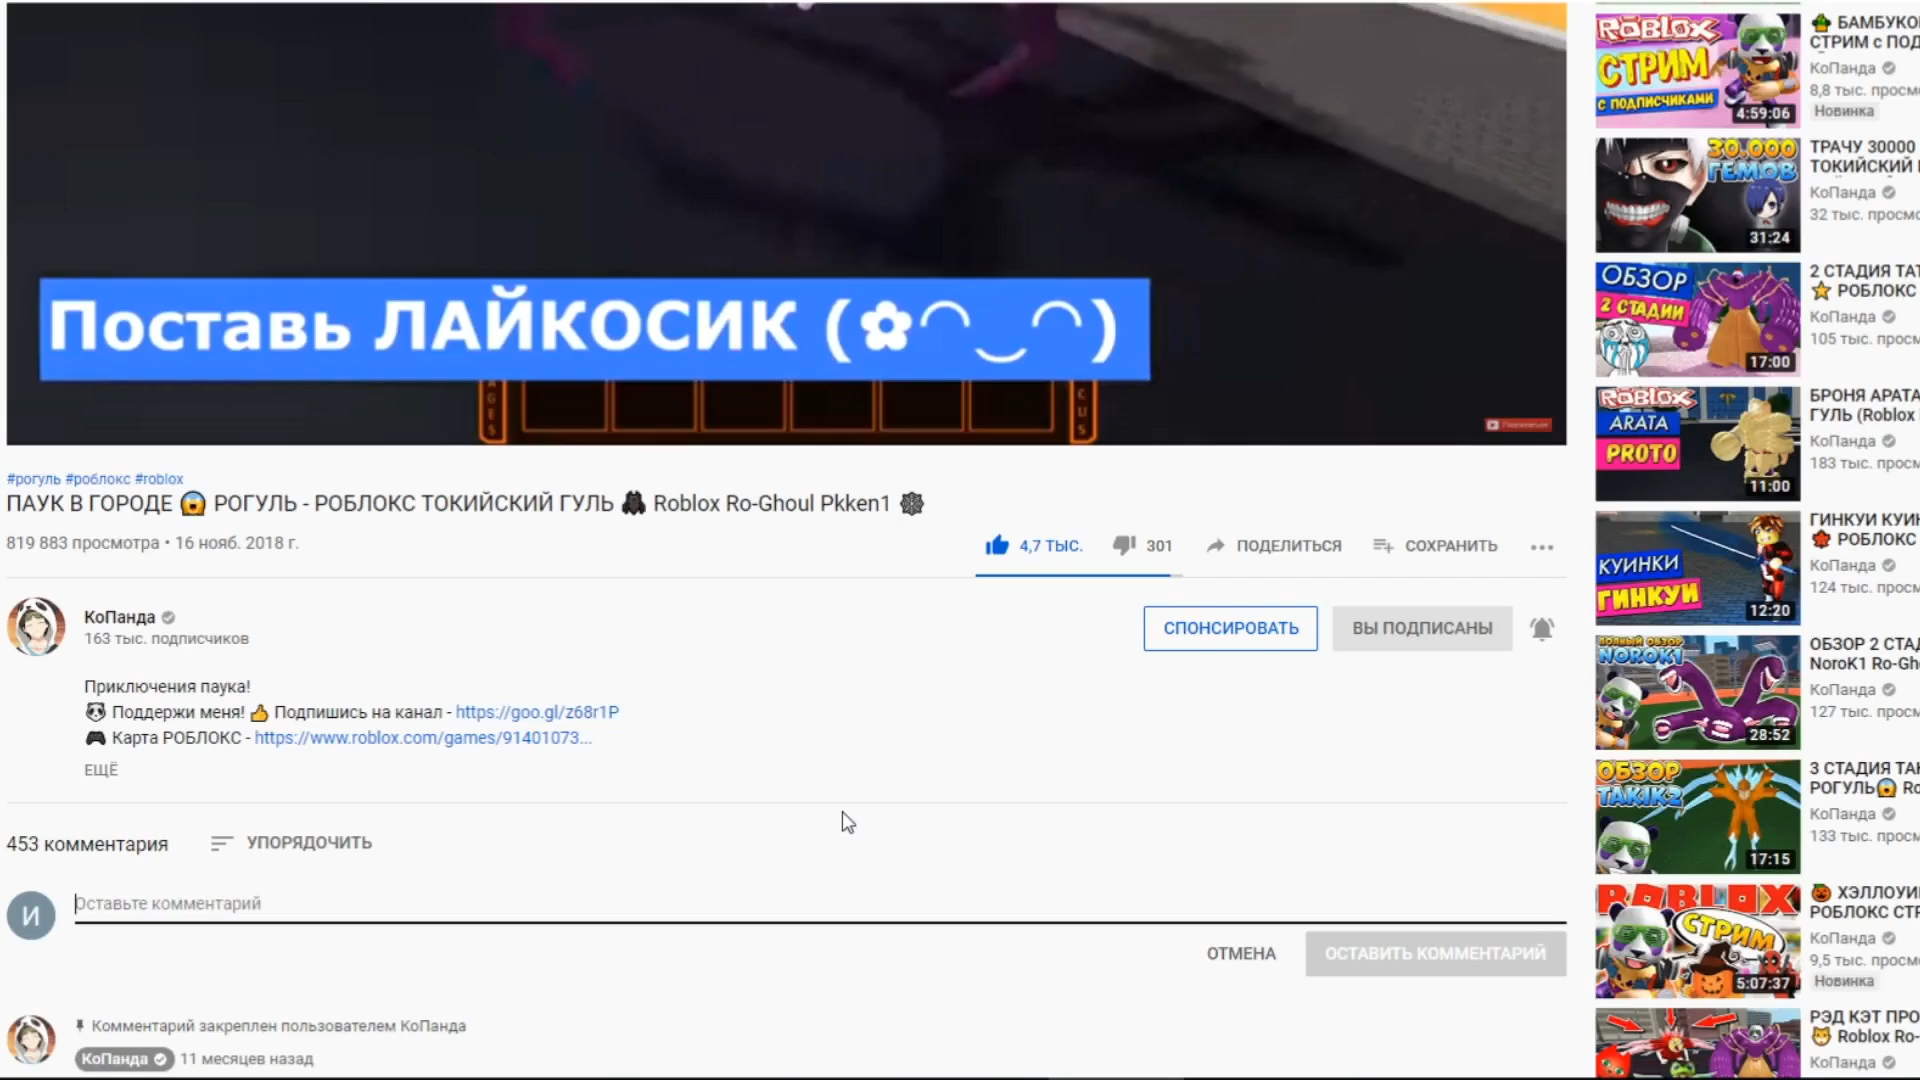 Поставь ЛАЙКОСИК (✿◠‿◠)
#рогуль #роблокс #roblox
ПАУК В ГОРОДЕ 😱 РОГУЛЬ - РОБЛОКС ТОКИЙСКИЙ ГУЛЬ 🕷 Roblox Ro-Ghoul Pkken1 🕸
819 883 просмотра • 16 нояб. 2018 г.
4,7 ТЫС. 301 ПОДЕЛИТЬСЯ СОХРАНИТЬ
КоПанда
163 тыс. подписчиков
СПОНСИРОВАТЬ ВЫ ПОДПИСАНЫ
Приключения паука!
🐼 Поддержи меня! 👍 Подпишись на канал - https://goo.gl/z68r1P
🎮 Карта РОБЛОКС - https://www.roblox.com/games/91401073...
ЕЩЁ
453 комментария УПОРЯДОЧИТЬ
И
Оставьте комментарий
ОТМЕНА ОСТАВИТЬ КОММЕНТАРИЙ
Комментарий закреплен пользователем КоПанда
КоПанда 11 месяцев назад
ROBLOX
СТРИМ
С ПОДПИСЧИКАМИ
4:59:06
БАМБУКО
СТРИМ с ПОД
КоПанда
8,8 тыс. просмо
Новинка
30.000
ГЕМОВ
31:24
ТРАЧУ 30000
ТОКИЙСКИЙ
КоПанда
32 тыс. просмо
ОБЗОР
2 СТАДИИ
17:00
2 СТАДИЯ ТАТ
⭐ РОБЛОКС
КоПанда
105 тыс. просм
ROBLOX
ARATA
PROTO
11:00
БРОНЯ АРАТА
ГУЛЬ (Roblox
КоПанда
183 тыс. просм
КУИНКИ
ГИНКУИ
12:20
ГИНКУИ КУИН
🍁 РОБЛОКС
КоПанда
124 тыс. просм
ПОЛНЫЙ ОБЗОР
NOROK1
28:52
ОБЗОР 2 СТАД
NoroK1 Ro-Gh
КоПанда
127 тыс. просм
ОБЗОР
TAKIK2
17:15
3 СТАДИЯ ТАК
РОГУЛЬ😱 Ro
КоПанда
133 тыс. просм
ROBLOX
СТРИМ
5:07:37
🎃 ХЭЛЛОУИ
РОБЛОКС СТР
КоПанда
9,5 тыс. просмо
Новинка
РЭД КЭТ ПРО
🐱 Roblox Ro-
КоПанда